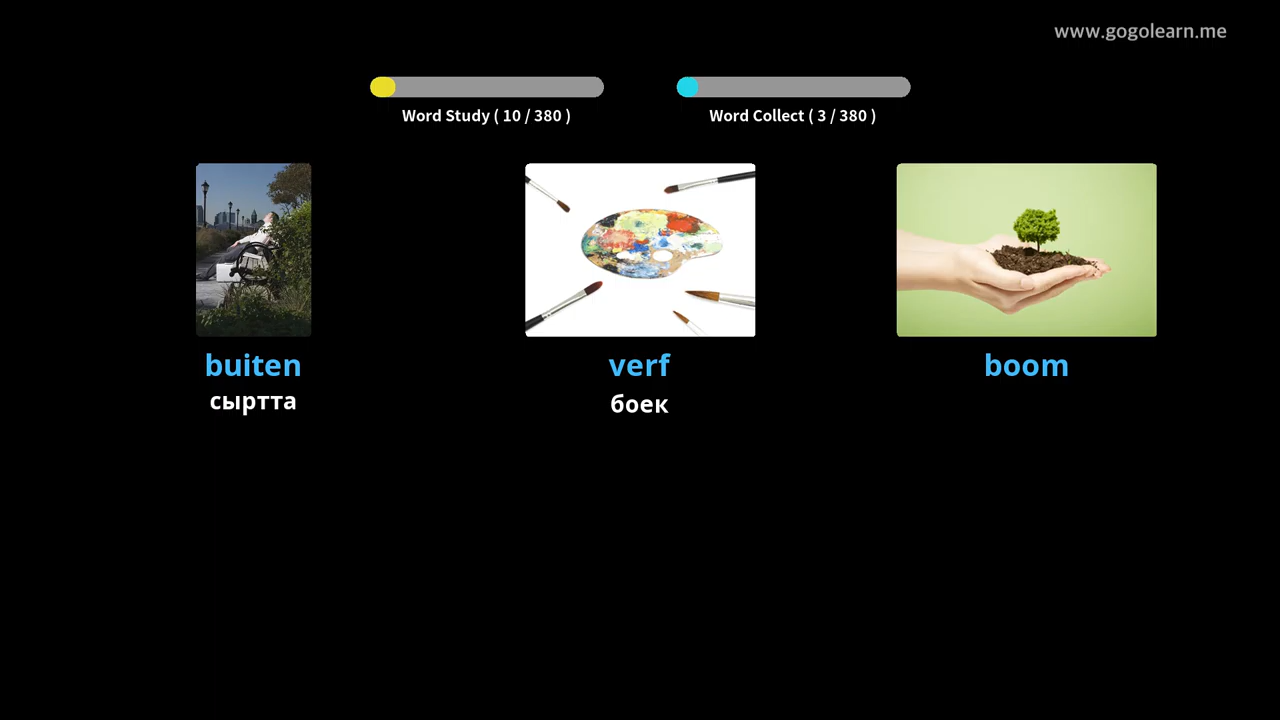 www.gogolearn.me
Word Study ( 10 / 380 )
Word Collect ( 3 / 380 )
buiten
verf
boom
сыртта
боек